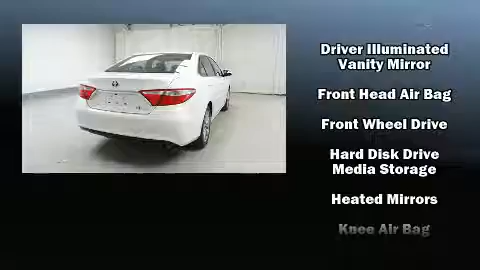 Driver Illuminated
Vanity Mirror
Front Head Air Bag
Front Wheel Drive
Hard Disk Drive
Media Storage
Heated Mirrors
Knee Air Bag